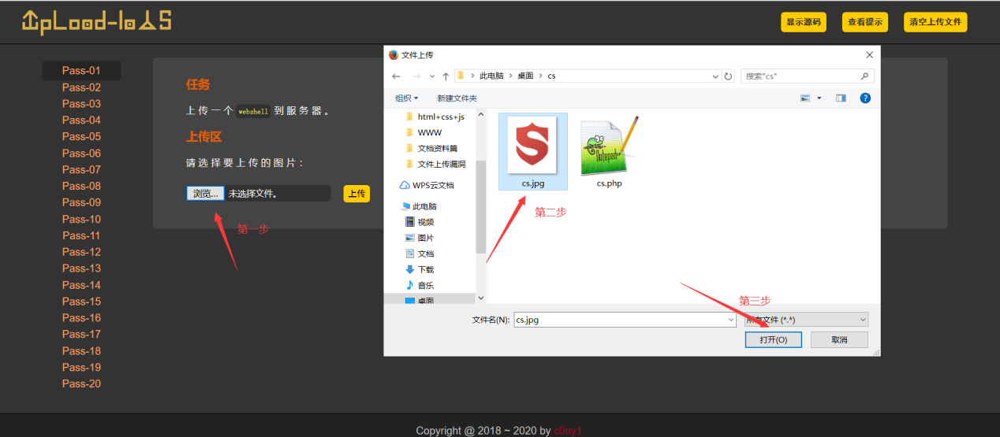 UpLoad-labs
显示源码 查看提示 清空上传文件
Pass-01
Pass-02
Pass-03
Pass-04
Pass-05
Pass-06
Pass-07
Pass-08
Pass-09
Pass-10
Pass-11
Pass-12
Pass-13
Pass-14
Pass-15
Pass-16
Pass-17
Pass-18
Pass-19
Pass-20
任务
上传一个 webshell 到服务器。
上传区
请选择要上传的图片：
浏览... 未选择文件。 上传
第一步
文件上传
此电脑 > 桌面 > cs
搜索"cs"
组织 新建文件夹
html+css+js
WWW
文档资料篇
文件上传漏洞
WPS云文档
此电脑
视频
图片
文档
下载
音乐
桌面
Notepad++
cs.jpg cs.php
第二步
第三步
文件名(N): cs.jpg 所有文件 (*.*)
打开(O) 取消
Copyright @ 2018 ~ 2020 by c0ny1